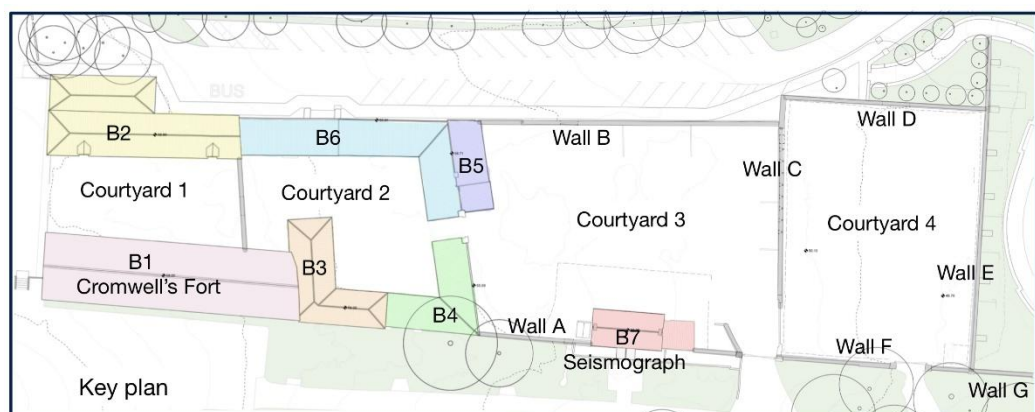 BUS
B2
B6
B5
Wall B
Wall D
Wall C
Courtyard 1
Courtyard 2
Courtyard 3
Courtyard 4
B1
Cromwell's Fort
B3
B4
Wall E
Wall A
B7
Seismograph
Wall F
Key plan
Wall G